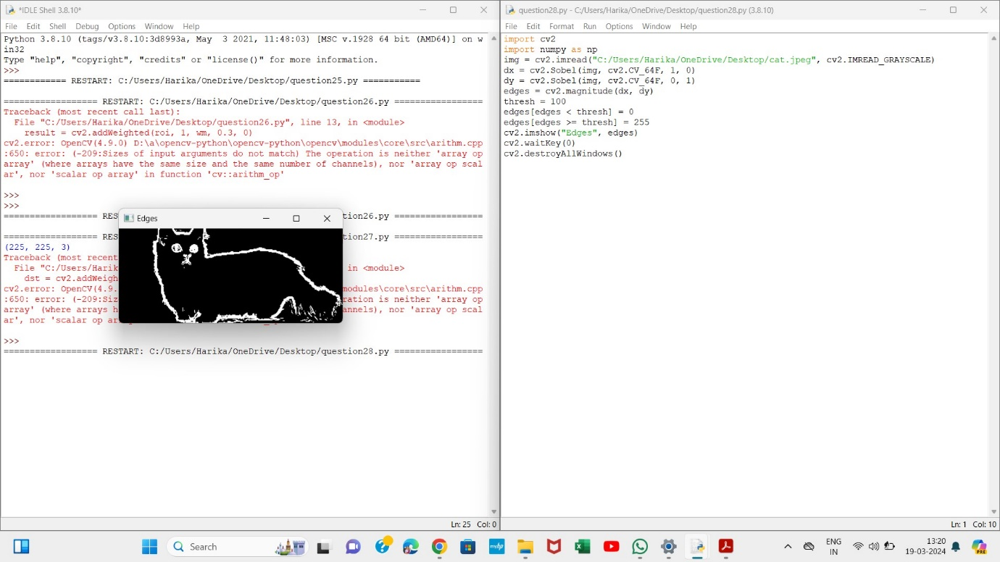 *IDLE Shell 3.8.10*
File Edit Shell Debug Options Window Help
Python 3.8.10 (tags/v3.8.10:3d8993a, May  3 2021, 11:48:03) [MSC v.1928 64 bit (AMD64)] on w
in32
Type "help", "copyright", "credits" or "license()" for more information.
>>>
============ RESTART: C:/Users/Harika/OneDrive/Desktop/question25.py ===========
================== RESTART: C:/Users/Harika/OneDrive/Desktop/question26.py =================
Traceback (most recent call last):
  File "C:/Users/Harika/OneDrive/Desktop/question26.py", line 13, in <module>
    result = cv2.addWeighted(roi, 1, wm, 0.3, 0)
cv2.error: OpenCV(4.9.0) D:\a\opencv-python\opencv-python\opencv\modules\core\src\arithm.cpp
:650: error: (-209:Sizes of input arguments do not match) The operation is neither 'array op
array' (where arrays have the same size and the same number of channels), nor 'array op scal
ar', nor 'scalar op array' in function 'cv::arithm_op'
>>>
>>>
================== RES tion26.py =================
Edges
================== RES tion27.py =================
(225, 225, 3)
Traceback (most recent
  File "C:/Users/Harik in <module>
    dst = cv2.addWeigh
cv2.error: OpenCV(4.9. modules\core\src\arithm.cpp
:650: error: (-209:Size ration is neither 'array op
array' (where arrays h annels), nor 'array op scal
ar', nor 'scalar op ar
>>>
================== RESTART: C:/Users/Harika/OneDrive/Desktop/question28.py =================
Ln: 25 Col: 0
question28.py - C:/Users/Harika/OneDrive/Desktop/question28.py (3.8.10)
File Edit Format Run Options Window Help
import cv2
import numpy as np
img = cv2.imread("C:/Users/Harika/OneDrive/Desktop/cat.jpeg", cv2.IMREAD_GRAYSCALE)
dx = cv2.Sobel(img, cv2.CV_64F, 1, 0)
dy = cv2.Sobel(img, cv2.CV_64F, 0, 1)
edges = cv2.magnitude(dx, dy)
thresh = 100
edges[edges < thresh] = 0
edges[edges >= thresh] = 255
cv2.imshow("Edges", edges)
cv2.waitKey(0)
cv2.destroyAllWindows()
Ln: 1 Col: 10
Search
myhp
ENG
IN
13:20
19-03-2024
PRE